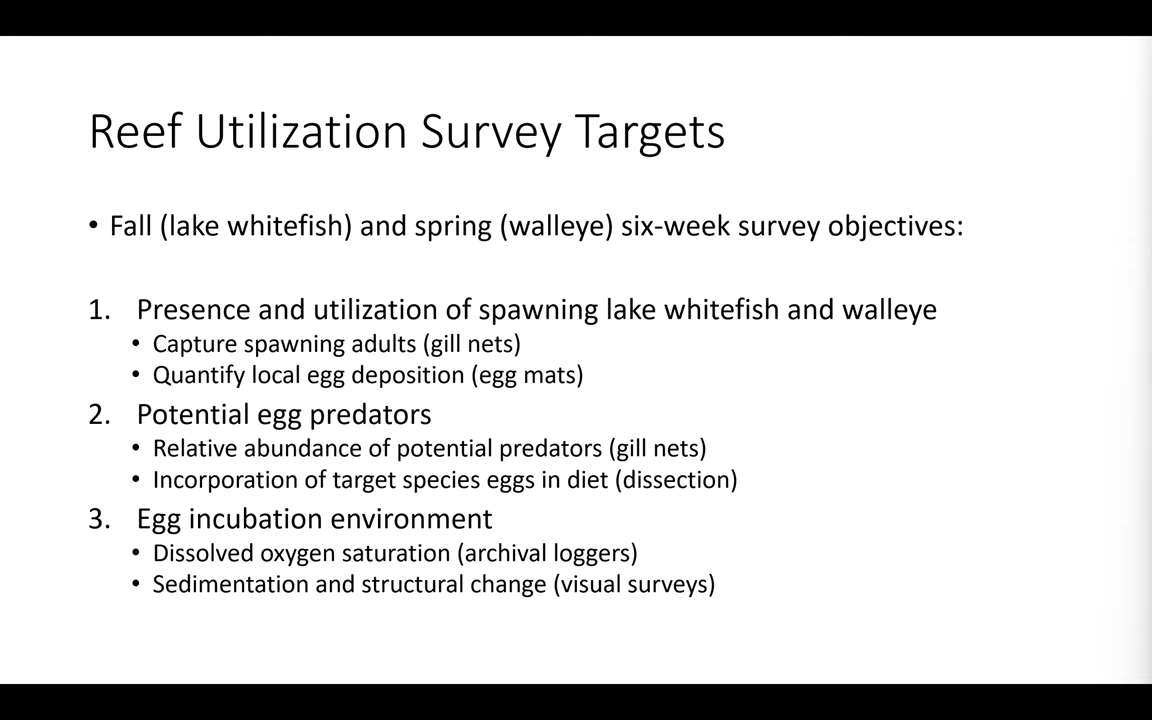 Reef Utilization Survey Targets
• Fall (lake whitefish) and spring (walleye) six-week survey objectives:
1. Presence and utilization of spawning lake whitefish and walleye
• Capture spawning adults (gill nets)
• Quantify local egg deposition (egg mats)
2. Potential egg predators
• Relative abundance of potential predators (gill nets)
• Incorporation of target species eggs in diet (dissection)
3. Egg incubation environment
• Dissolved oxygen saturation (archival loggers)
• Sedimentation and structural change (visual surveys)